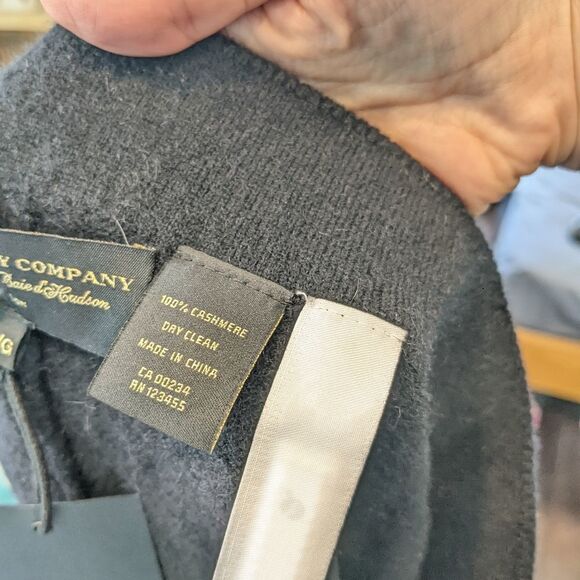 COMPANY
Baie d'Hudson
100% CASHMERE
DRY CLEAN
MADE IN CHINA
CA 00234
RN 123455